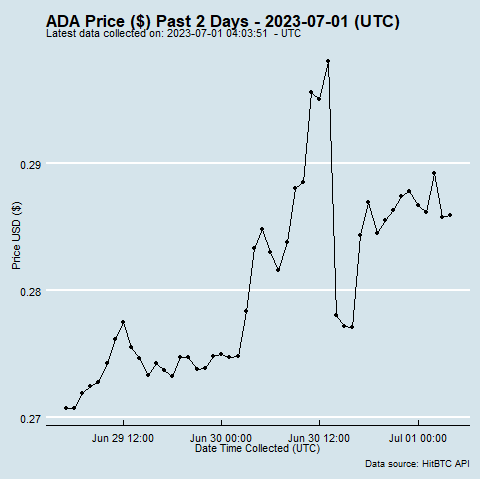 ADA Price ($) Past 2 Days - 2023-07-01 (UTC)
Latest data collected on: 2023-07-01 04:03:51 - UTC
0.29
Price USD ($)
0.28
0.27
Jun 29 12:00
Jun 30 00:00
Jun 30 12:00
Jul 01 00:00
Date Time Collected (UTC)
Data source: HitBTC API